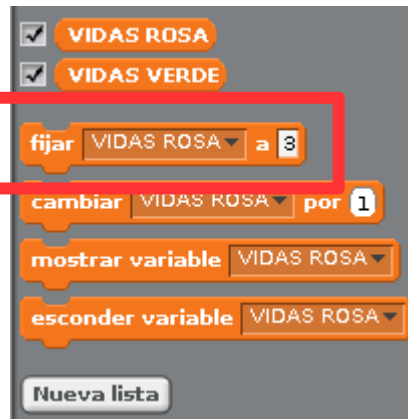 VIDAS ROSA
VIDAS VERDE
fijar VIDAS ROSA a 3
cambiar VIDAS ROSA por 1
mostrar variable VIDAS ROSA
esconder variable VIDAS ROSA
Nueva lista